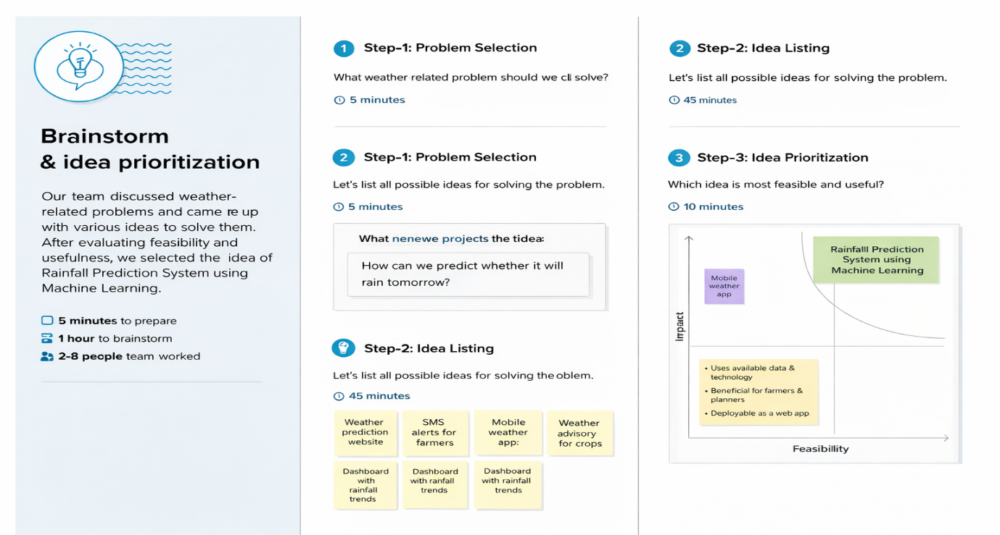 Brainstorm
& idea prioritization
Our team discussed weather-
related problems and came re up
with various ideas to solve them.
After evaluating feasibility and
usefulness, we selected the idea of
Rainfall Prediction System using
Machine Learning.
5 minutes to prepare
1 hour to brainstorm
2-8 people team worked
1 Step-1: Problem Selection
What weather related problem should we cll solve?
5 minutes
2 Step-1: Problem Selection
Let's list all possible ideas for solving the problem.
5 minutes
What nenewe projects the tidea:
How can we predict whether it will
rain tomorrow?
Step-2: Idea Listing
Let's list all possible ideas for solving the oblem.
45 minutes
Weather
prediction
website
SMS
alerts for
farmers
Mobile
weather
app:
Weather
advisory
for crops
Dashboard
with
rainfall
trends
Dashboard
with ranfall
trends
Dashboard
with rainfall
trends
2 Step-2: Idea Listing
Let's list all possible ideas for solving the problem.
45 minutes
3 Step-3: Idea Prioritization
Which idea is most feasible and useful?
10 minutes
Rainfalll Prediction
System using
Machine Learning
Mobile
weather
app
impact
• Uses available data &
technology
• Beneficial for farmers &
planners
• Deployable as a web app
Feasibility